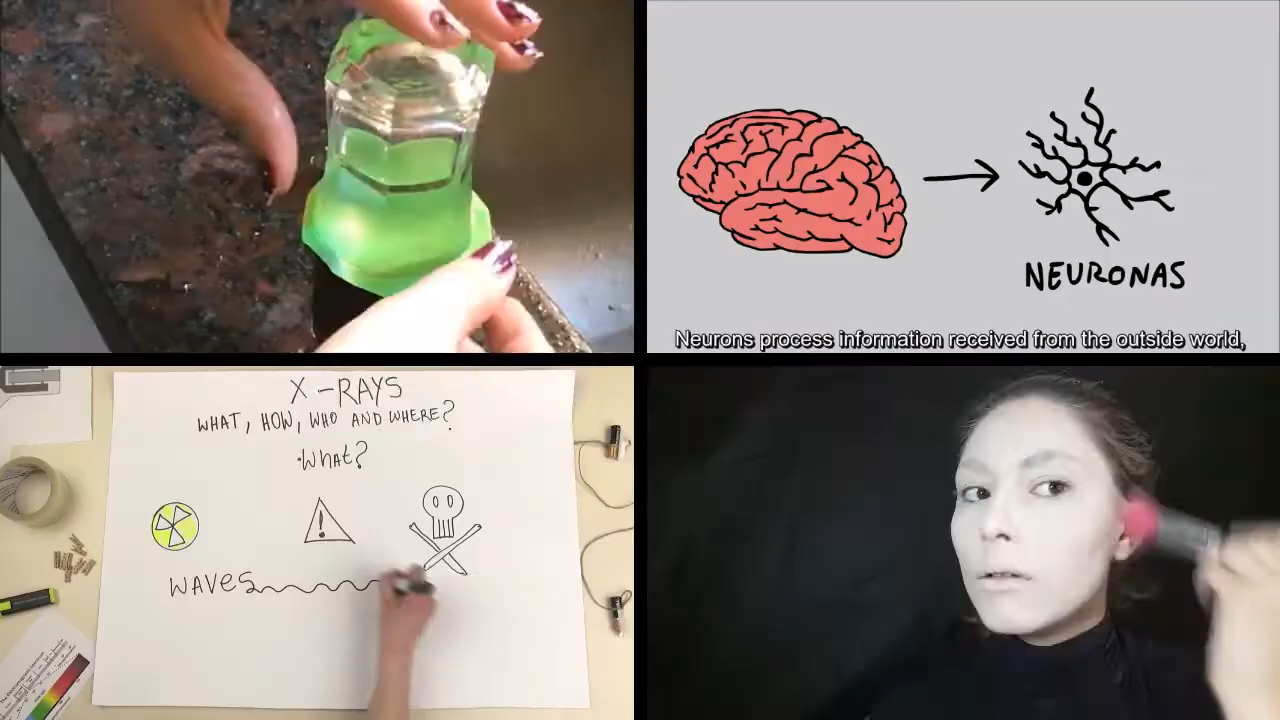 NEURONAS
Neurons process information received from the outside world,
X-RAYS
WHAT, HOW, WHO AND WHERE?
·What?
WAVES